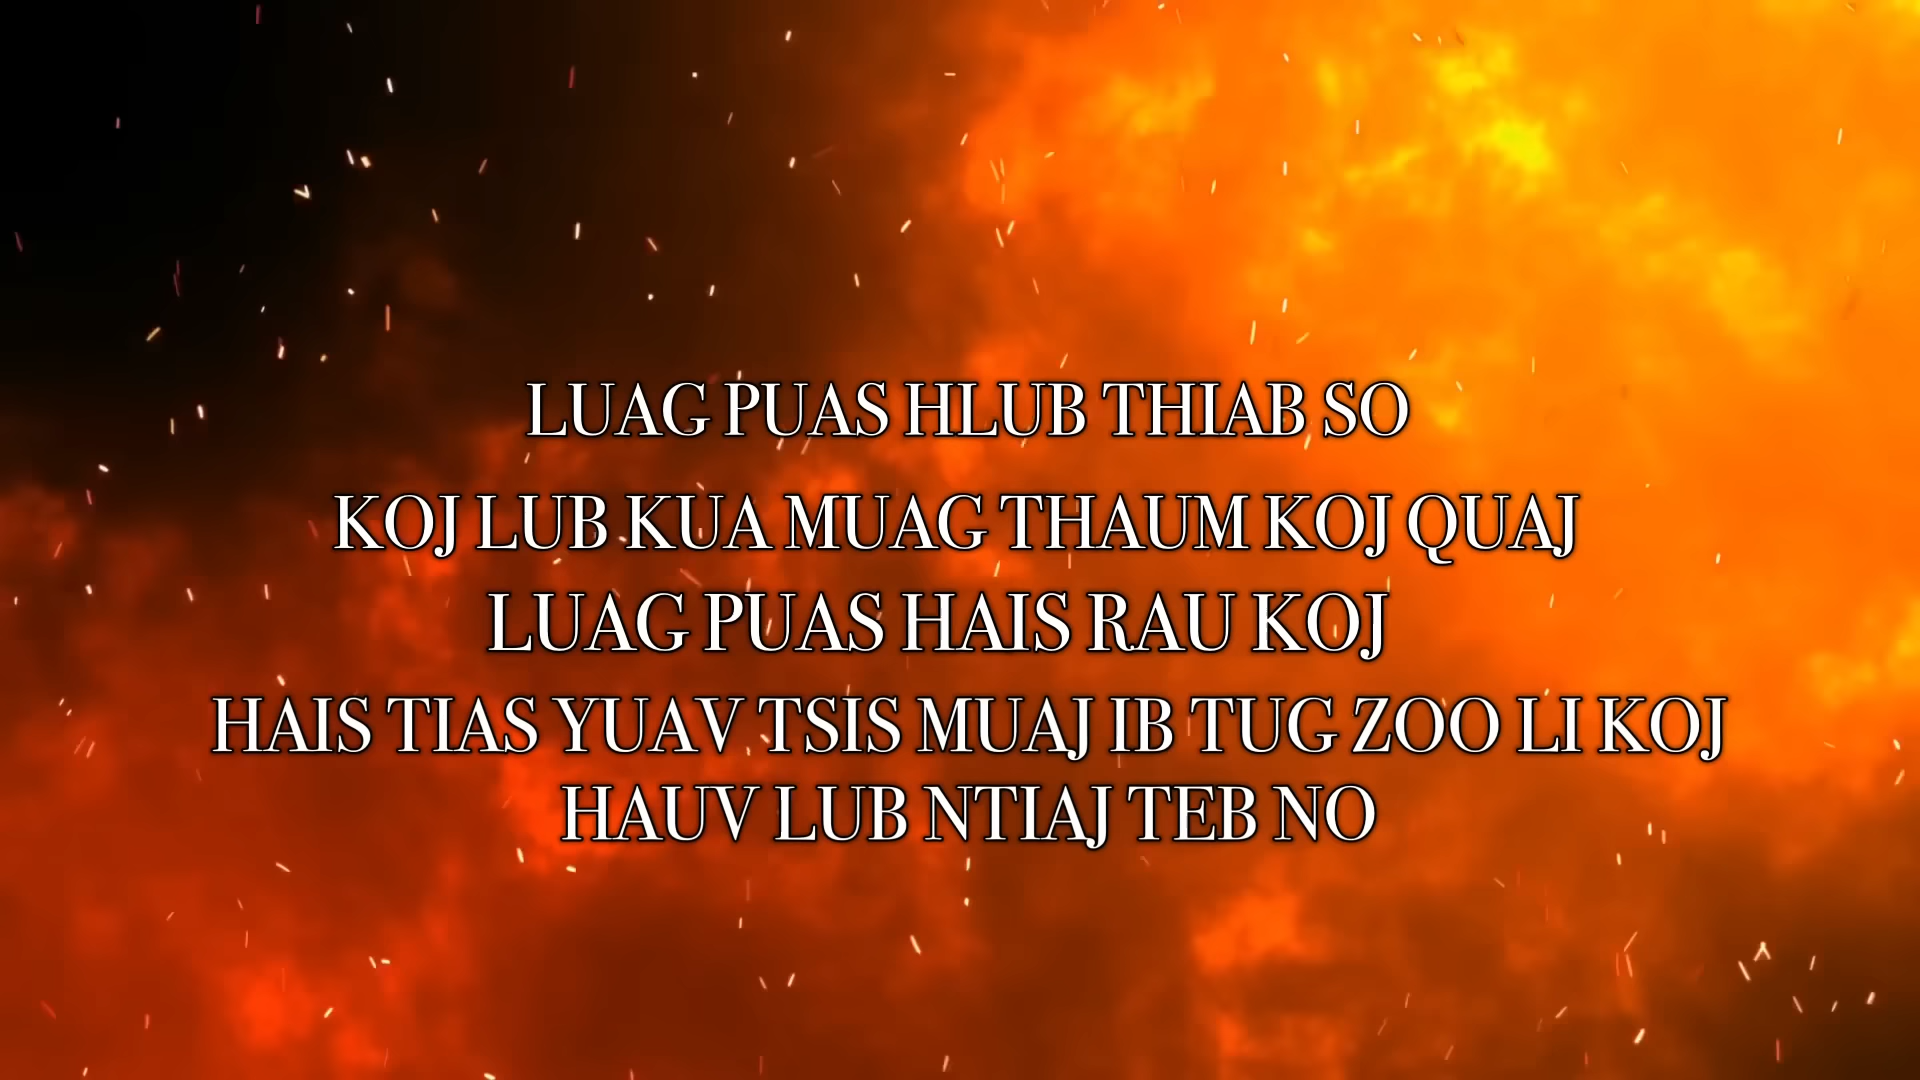 LUAG PUAS HLUB THIAB SO
KOJ LUB KUA MUAG THAUM KOJ QUAJ
LUAG PUAS HAIS RAU KOJ
HAIS TIAS YUAV TSIS MUAJ IB TUG ZOO LI KOJ
HAUV LUB NTIAJ TEB NO